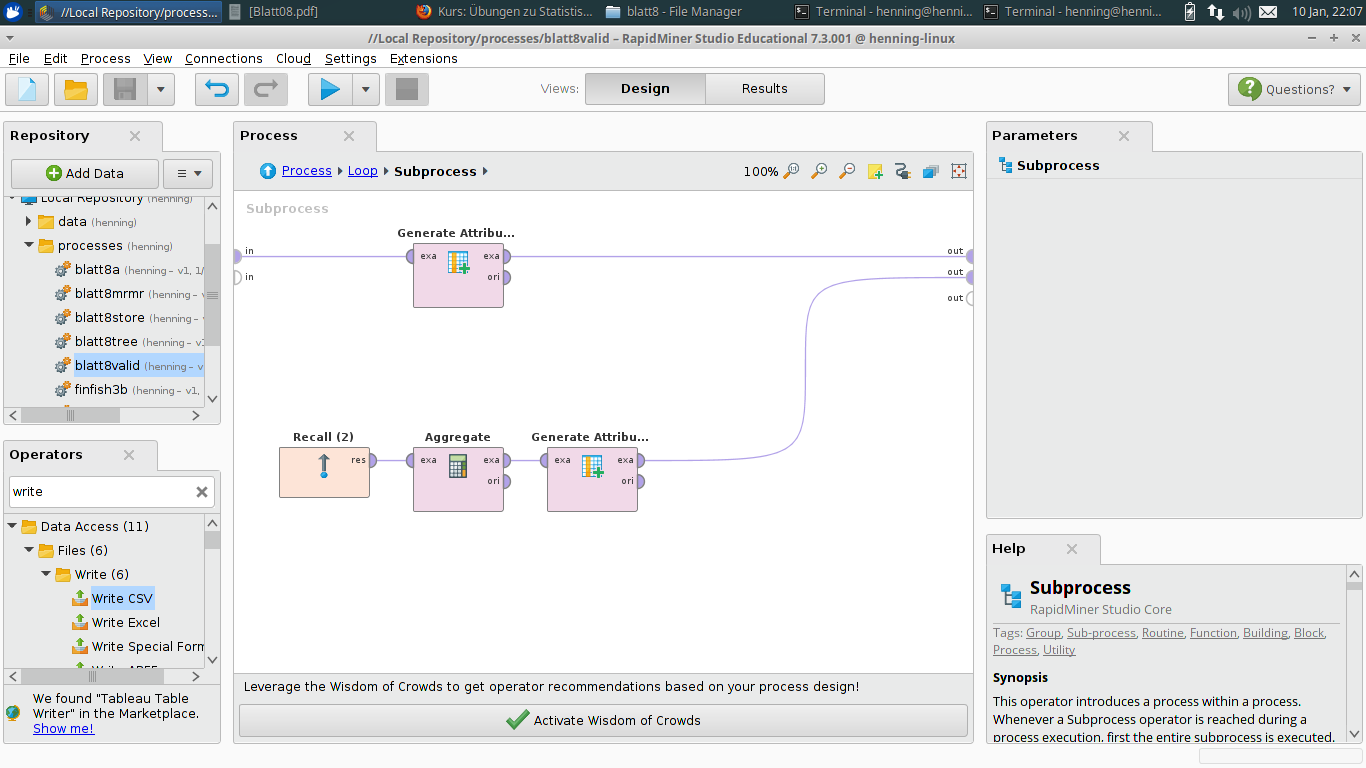 //Local Repository/process...
[Blatt08.pdf]
Kurs: Übungen zu Statistis...
blatt8 - File Manager
Terminal - henning@henni...
Terminal - henning@henni...
10 Jan, 22:07
//Local Repository/processes/blatt8valid – RapidMiner Studio Educational 7.3.001 @ henning-linux
File Edit Process View Connections Cloud Settings Extensions
Views: Design Results
Questions?
Repository
Add Data
Local Repository (henning)
data (henning)
processes (henning)
blatt8a (henning – v1, 1/
blatt8mrmr (henning –
blatt8store (henning –
blatt8tree (henning – v1
blatt8valid (henning – v
finfish3b (henning – v1,
Operators
write
Data Access (11)
Files (6)
Write (6)
Write CSV
Write Excel
Write Special Form
Write ARFF
We found "Tableau Table
Writer" in the Marketplace.
Show me!
Process
Process Loop Subprocess
100%
Subprocess
Generate Attribu...
in
exa exa
out
in
ori
out
out
Recall (2)
Aggregate
Generate Attribu...
res
exa exa
exa exa
ori
ori
Leverage the Wisdom of Crowds to get operator recommendations based on your process design!
Activate Wisdom of Crowds
Parameters
Subprocess
Help
Subprocess
RapidMiner Studio Core
Tags: Group, Sub-process, Routine, Function, Building, Block,
Process, Utility
Synopsis
This operator introduces a process within a process.
Whenever a Subprocess operator is reached during a
process execution, first the entire subprocess is executed.